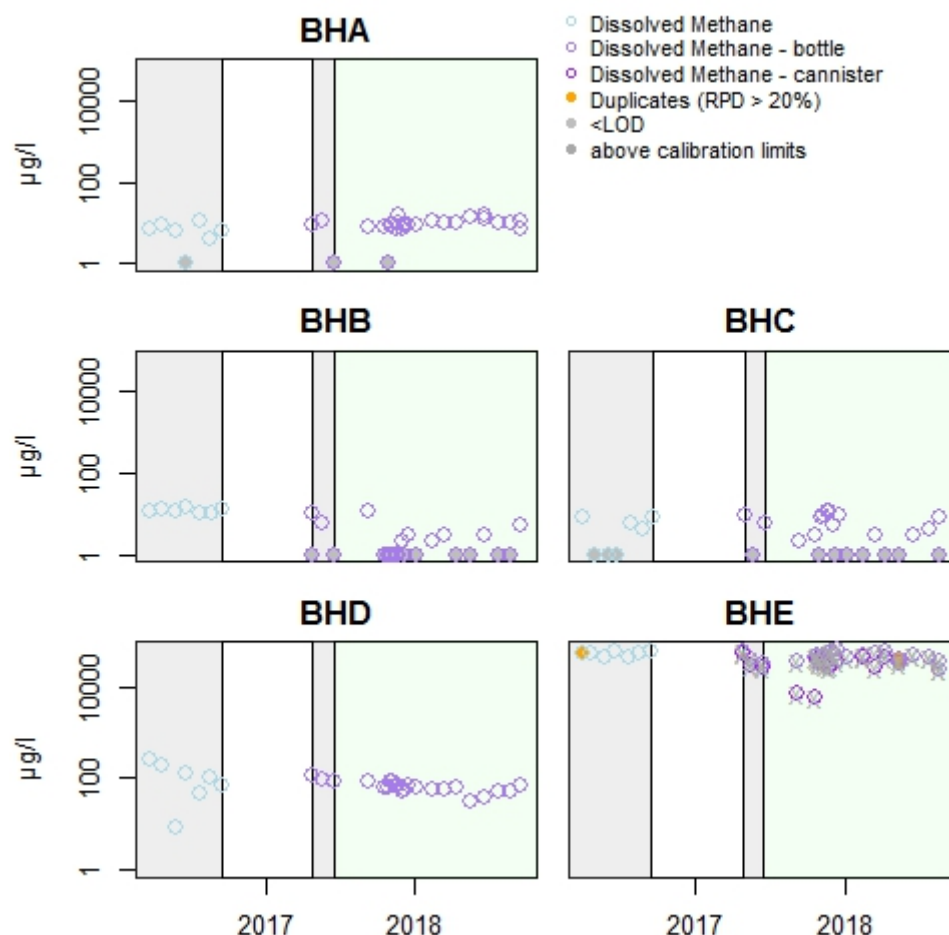 BHA
Dissolved Methane
Dissolved Methane - bottle
Dissolved Methane - cannister
Duplicates (RPD > 20%)
<LOD
above calibration limits
µg/l
10000
100
1
BHB
BHC
µg/l
10000
100
1
BHD
BHE
µg/l
10000
100
1
2017
2018
2017
2018